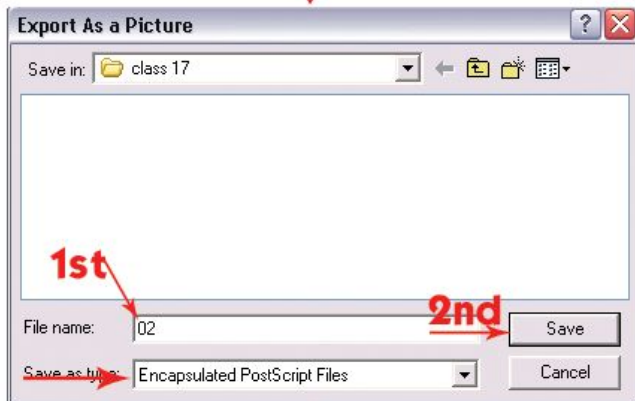 Export As a Picture
Save in: class 17
1st
File name: 02 2nd Save
Save as type: Encapsulated PostScript Files Cancel